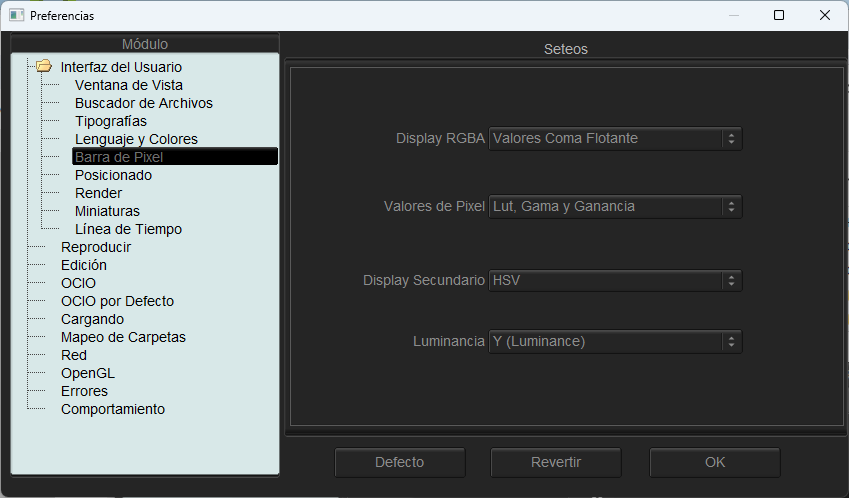 Preferencias
Módulo
Interfaz del Usuario
Ventana de Vista
Buscador de Archivos
Tipografías
Lenguaje y Colores
Barra de Pixel
Posicionado
Render
Miniaturas
Línea de Tiempo
Reproducir
Edición
OCIO
OCIO por Defecto
Cargando
Mapeo de Carpetas
Red
OpenGL
Errores
Comportamiento
Seteos
Display RGBA Valores Coma Flotante
Valores de Pixel Lut, Gama y Ganancia
Display Secundario HSV
Luminancia Y (Luminance)
Defecto Revertir OK